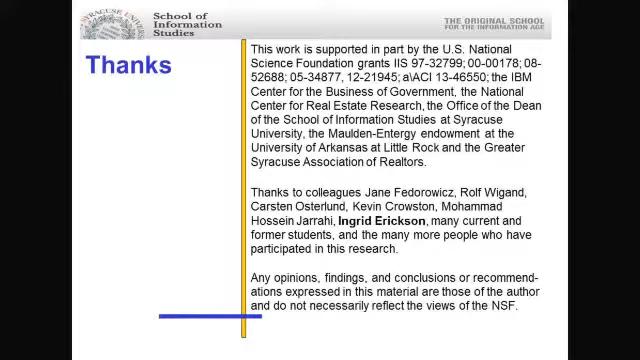 SYRACUSE UNIVERSITY
School of
Information
Studies
THE ORIGINAL SCHOOL
FOR THE INFORMATION AGE
Thanks
This work is supported in part by the U.S. National
Science Foundation grants IIS 97-32799; 00-00178; 08-
52688; 05-34877, 12-21945; a\ACI 13-46550; the IBM
Center for the Business of Government, the National
Center for Real Estate Research, the Office of the Dean
of the School of Information Studies at Syracuse
University, the Maulden-Entergy endowment at the
University of Arkansas at Little Rock and the Greater
Syracuse Association of Realtors.
Thanks to colleagues Jane Fedorowicz, Rolf Wigand,
Carsten Osterlund, Kevin Crowston, Mohammad
Hossein Jarrahi, Ingrid Erickson, many current and
former students, and the many more people who have
participated in this research.
Any opinions, findings, and conclusions or recommend-
ations expressed in this material are those of the author
and do not necessarily reflect the views of the NSF.